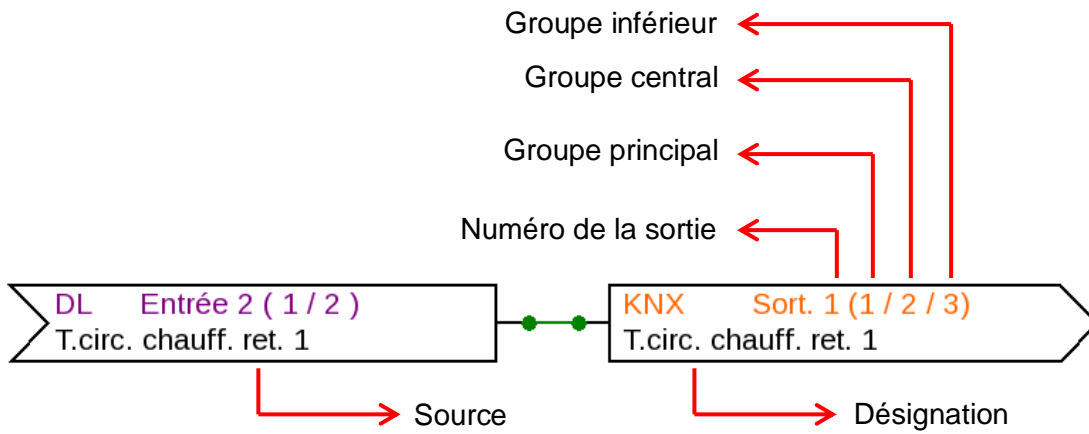 Groupe inférieur
Groupe central
Groupe principal
Numéro de la sortie
DL Entrée 2 ( 1 / 2 )
T.circ. chauff. ret. 1
KNX Sort. 1 (1 / 2 / 3)
T.circ. chauff. ret. 1
Source
Désignation